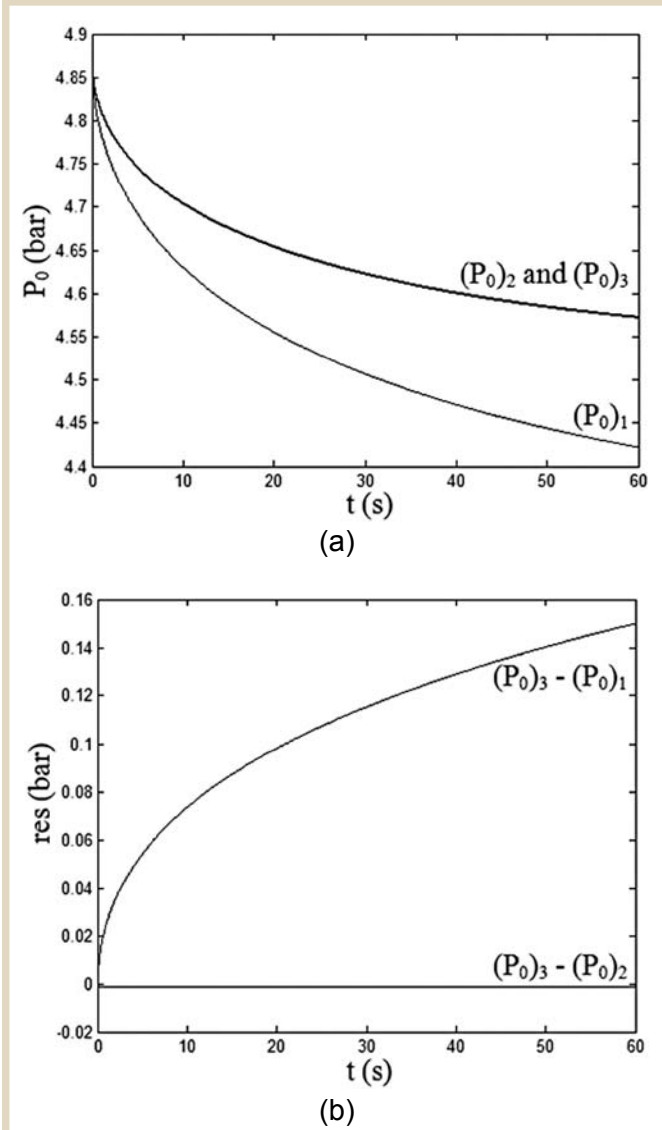 4.9
4.85
4.8
4.75
4.7
4.65
4.6
4.55
4.5
4.45
4.4
P₀ (bar)
(P₀)₂ and (P₀)₃
(P₀)₁
0 10 20 30 40 50 60
t (s)
(a)
0.16
0.14
0.12
0.1
0.08
0.06
0.04
0.02
0
-0.02
res (bar)
(P₀)₃ - (P₀)₁
(P₀)₃ - (P₀)₂
0 10 20 30 40 50 60
t (s)
(b)